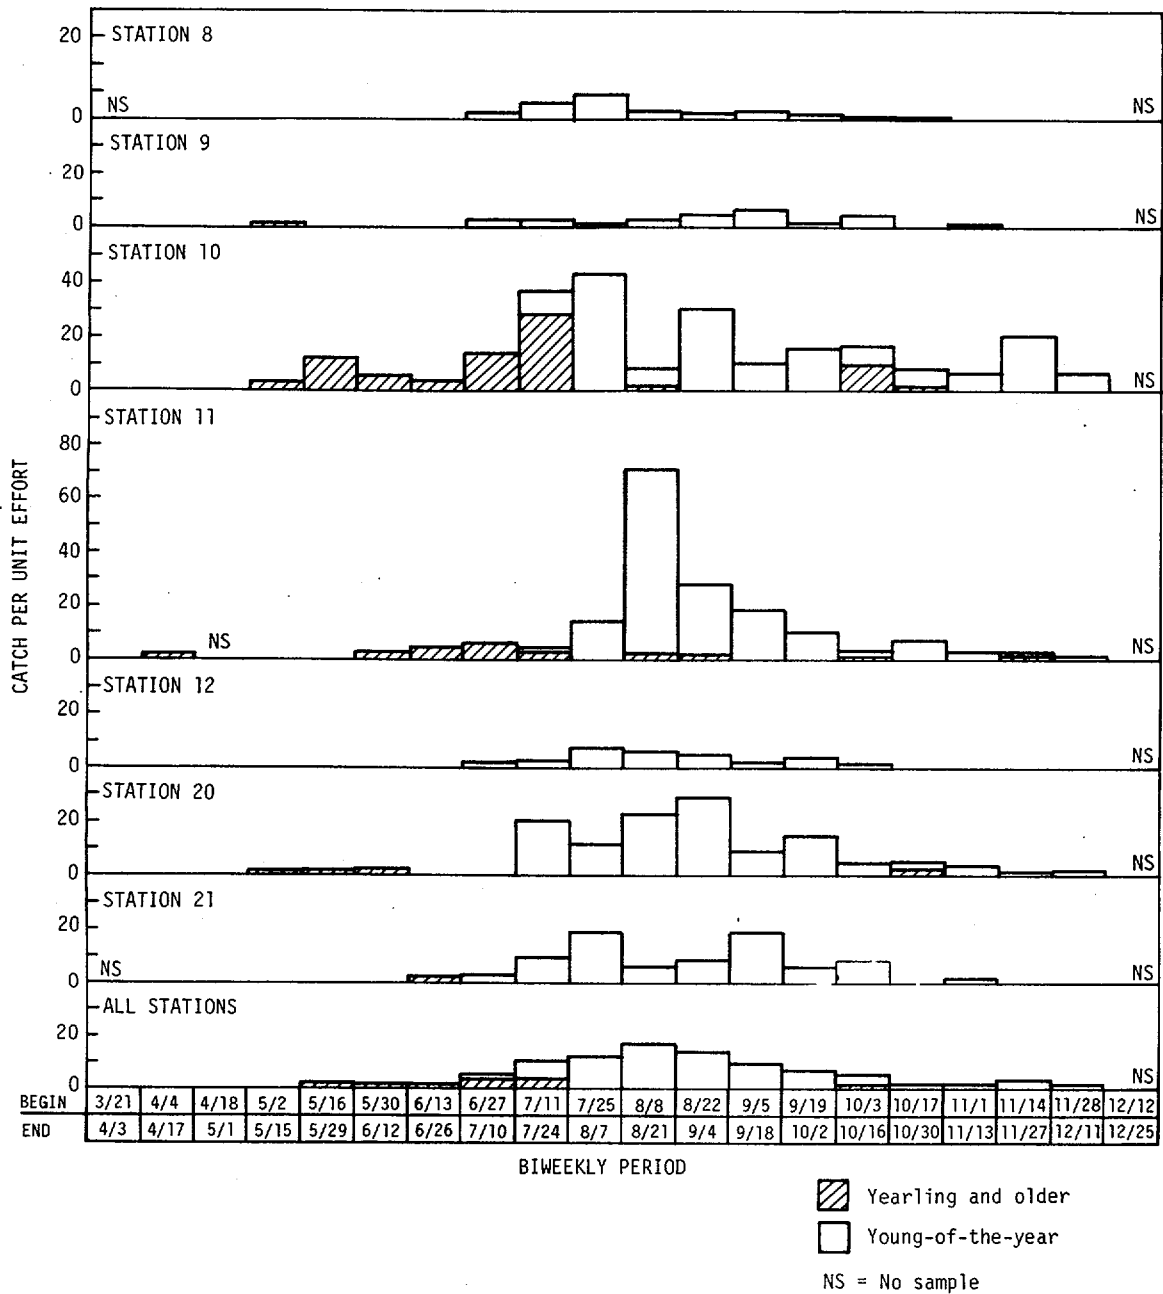 20 STATION 8
NS NS
0
STATION 9
20
0 NS
STATION 10
40
20
0 NS
STATION 11
80
60
40
20
NS NS
0
STATION 12
20
0 NS
STATION 20
20
0 NS
STATION 21
20
NS NS
0
ALL STATIONS
20
0 NS
CATCH PER UNIT EFFORT
BEGIN 3/21 4/4 4/18 5/2 5/16 5/30 6/13 6/27 7/11 7/25 8/8 8/22 9/5 9/19 10/3 10/17 11/1 11/14 11/28 12/12
END 4/3 4/17 5/1 5/15 5/29 6/12 6/26 7/10 7/24 8/7 8/21 9/4 9/18 10/2 10/16 10/30 11/13 11/27 12/11 12/25
BIWEEKLY PERIOD
Yearling and older
Young-of-the-year
NS = No sample